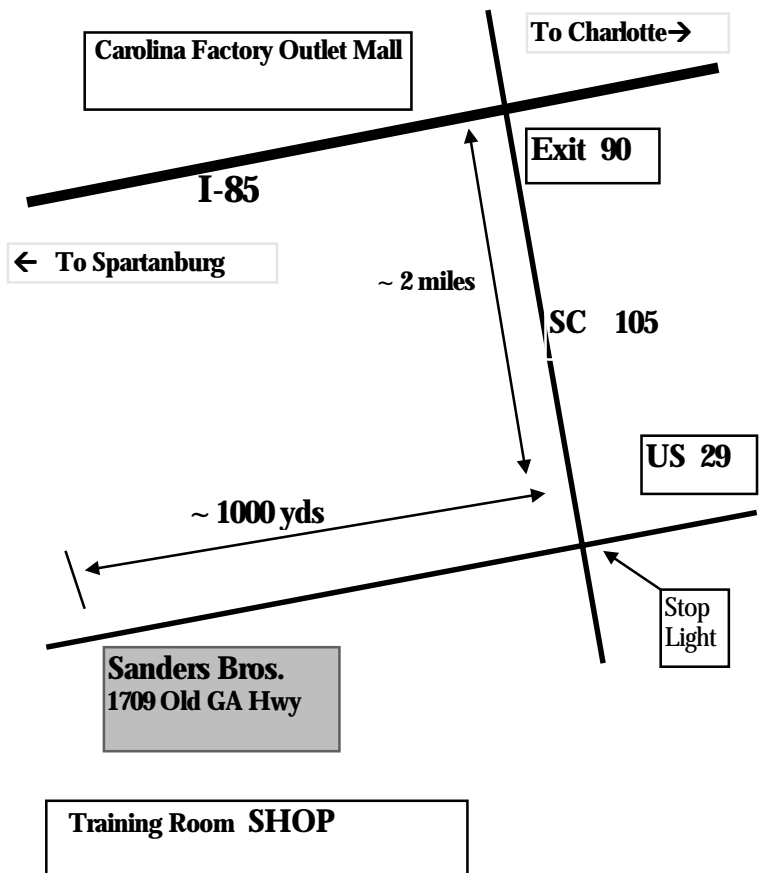 To Charlotte→
Carolina Factory Outlet Mall
Exit 90
I-85
← To Spartanburg
~ 2 miles
SC 105
US 29
~ 1000 yds
Stop
Light
Sanders Bros.
1709 Old GA Hwy
Training Room SHOP